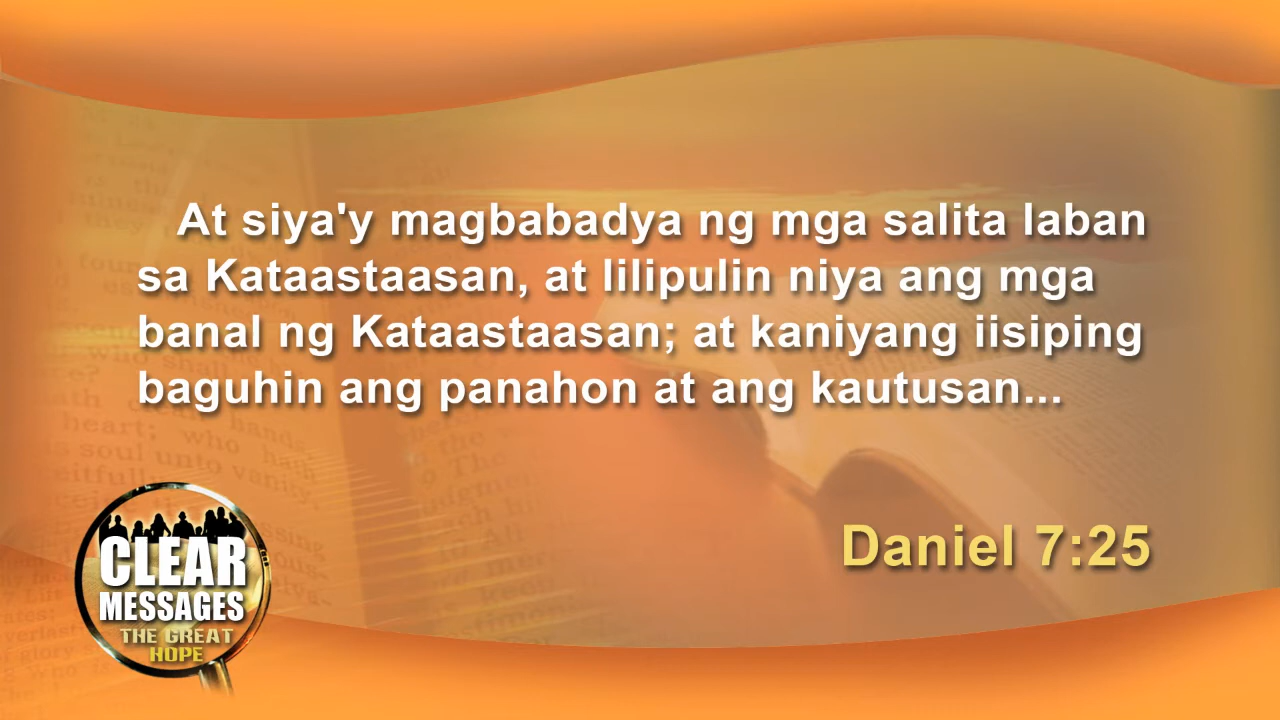 At siya'y magbabadya ng mga salita laban
sa Kataastaasan, at lilipulin niya ang mga
banal ng Kataastaasan; at kaniyang iisiping
baguhin ang panahon at ang kautusan...
Daniel 7:25
CLEAR
MESSAGES
THE GREAT
HOPE